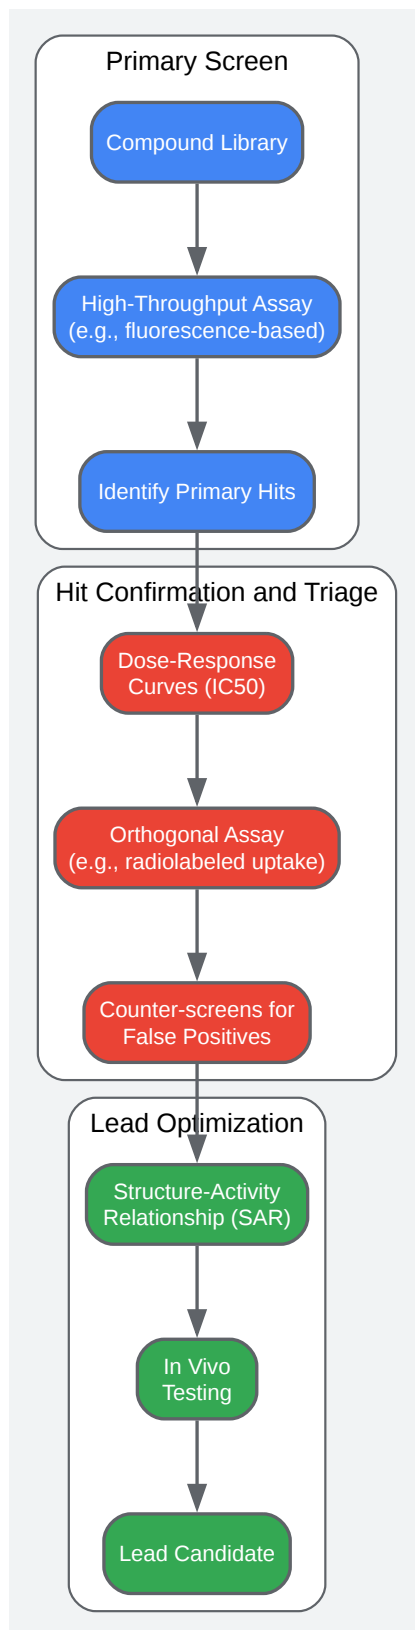 Primary Screen
Compound Library
High-Throughput Assay
(e.g., fluorescence-based)
Identify Primary Hits
Hit Confirmation and Triage
Dose-Response
Curves (IC50)
Orthogonal Assay
(e.g., radiolabeled uptake)
Counter-screens for
False Positives
Lead Optimization
Structure-Activity
Relationship (SAR)
In Vivo
Testing
Lead Candidate